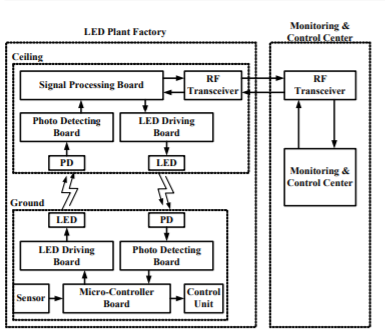 LED Plant Factory
Monitoring &
Control Center
Ceiling
Signal Processing Board
RF
Transceiver
RF
Transceiver
Photo Detecting
Board
LED Driving
Board
PD
LED
Monitoring &
Control Center
Ground
LED
PD
LED Driving
Board
Photo Detecting
Board
Sensor
Micro-Controller
Board
Control
Unit